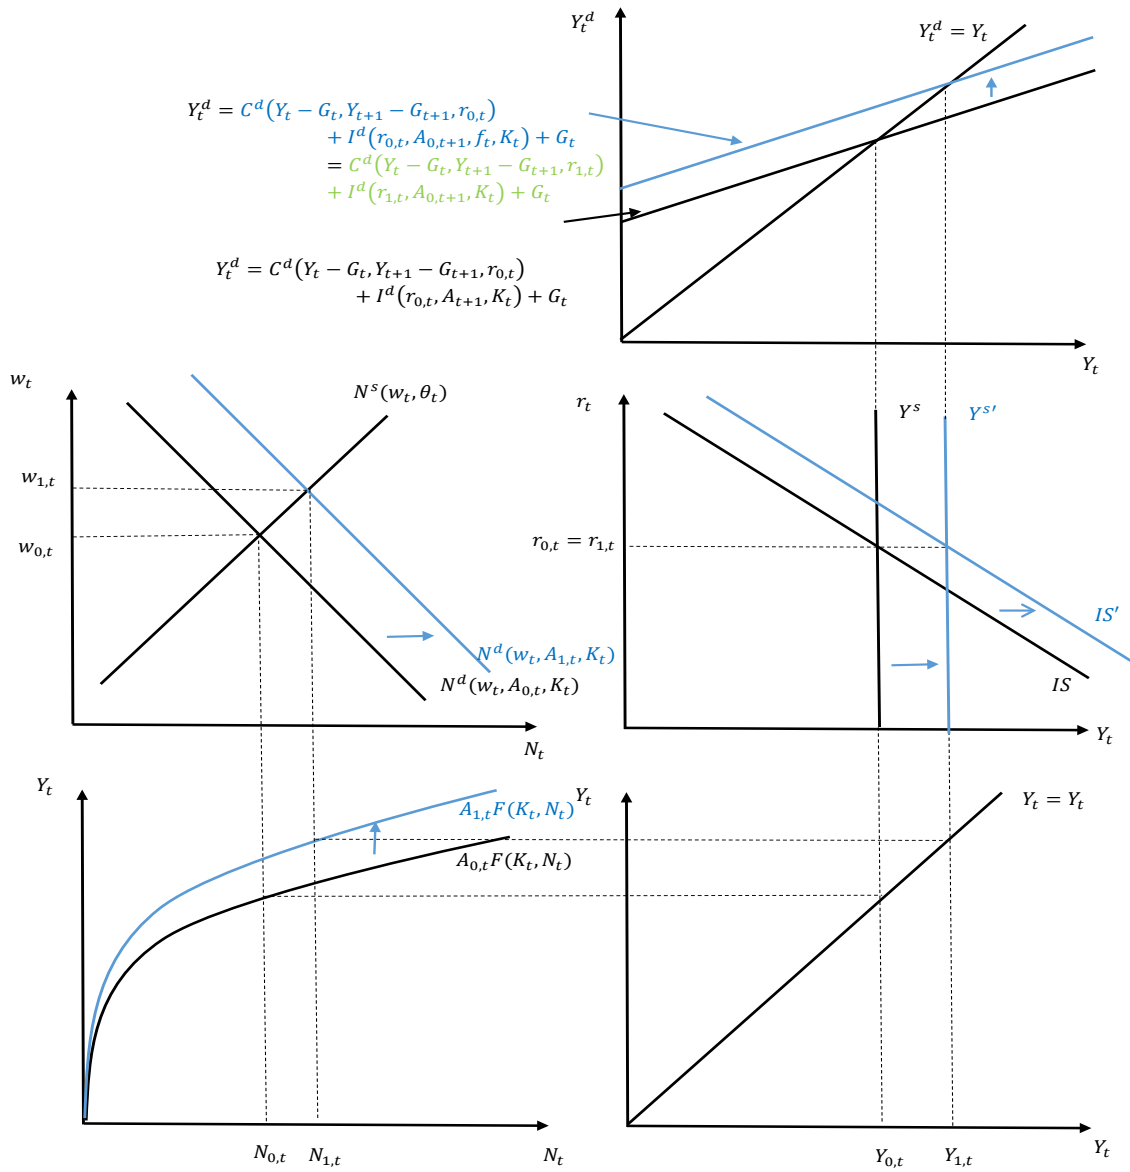 Y_t^d
Y_t^d = Y_t
Y_t^d = C^d(Y_t − G_t, Y_{t+1} − G_{t+1}, r_{0,t})
+ I^d(r_{0,t}, A_{0,t+1}, f_t, K_t) + G_t
= C^d(Y_t − G_t, Y_{t+1} − G_{t+1}, r_{1,t})
+ I^d(r_{1,t}, A_{0,t+1}, K_t) + G_t
Y_t^d = C^d(Y_t − G_t, Y_{t+1} − G_{t+1}, r_{0,t})
+ I^d(r_{0,t}, A_{t+1}, K_t) + G_t
Y_t
w_t
N^s(w_t, θ_t)
w_{1,t}
w_{0,t}
N^d(w_t, A_{1,t}, K_t)
N^d(w_t, A_{0,t}, K_t)
N_t
r_t
Y^s
Y^{s′}
r_{0,t} = r_{1,t}
IS′
IS
Y_t
Y_t
A_{1,t}F(K_t, N_t)
A_{0,t}F(K_t, N_t)
N_{0,t}
N_{1,t}
N_t
Y_t
Y_t = Y_t
Y_{0,t}
Y_{1,t}
Y_t